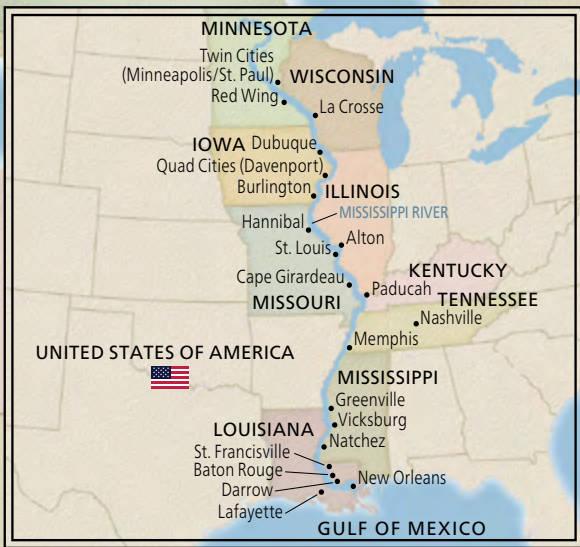 MINNESOTA
Twin Cities
(Minneapolis/St. Paul)
WISCONSIN
Red Wing
La Crosse
IOWA
Dubuque
Quad Cities (Davenport)
Burlington
ILLINOIS
MISSISSIPPI RIVER
Hannibal
Alton
St. Louis
KENTUCKY
Cape Girardeau
Paducah
MISSOURI
TENNESSEE
Nashville
Memphis
UNITED STATES OF AMERICA
MISSISSIPPI
Greenville
Vicksburg
LOUISIANA
Natchez
St. Francisville
Baton Rouge
New Orleans
Darrow
Lafayette
GULF OF MEXICO